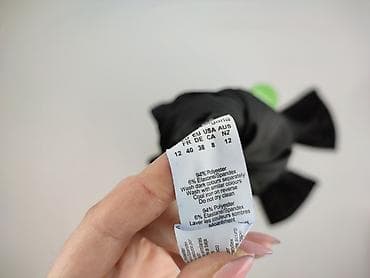 EU USA AUS
FR DE CA NZ
12 40 38 8 12
94% Polyester
6% Elastane/Spandex
Wash dark colours separately
Wash with similar colours
Cool iron on reverse
Do not dry clean
94% Polyester
6% Elastane/Spandex
Laver les couleurs sombres
séparément